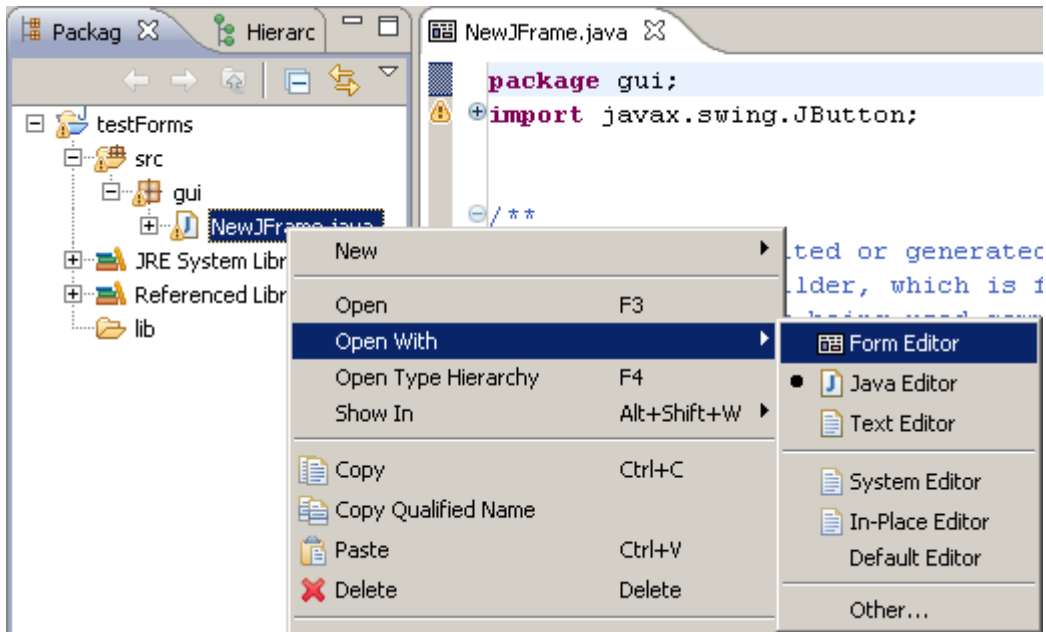 Packag
Hierarc
testForms
src
gui
NewJFrame.java
JRE System Libr
Referenced Libr
lib
NewJFrame.java
package gui;
import javax.swing.JButton;
/**
ted or generated
lder, which is f
New
Open F3
Open With
Open Type Hierarchy F4
Show In Alt+Shift+W
Copy Ctrl+C
Copy Qualified Name
Paste Ctrl+V
Delete Delete
Form Editor
Java Editor
Text Editor
System Editor
In-Place Editor
Default Editor
Other...